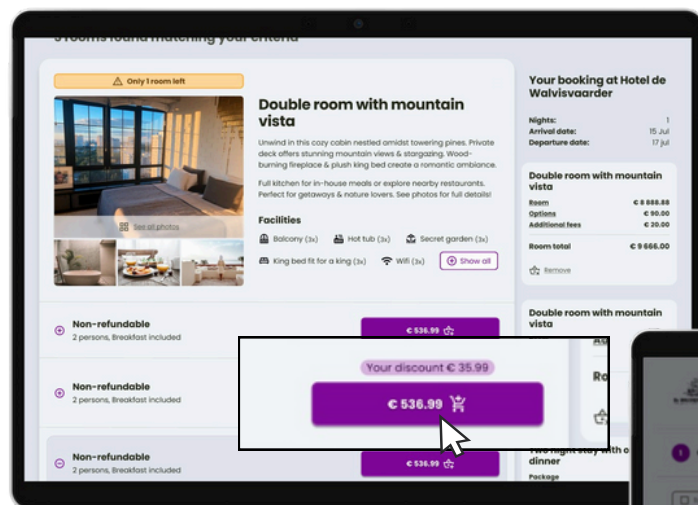 5 rooms found matching your criteria
Only 1 room left
See all photos
Double room with mountain
vista
Unwind in this cozy cabin nestled amidst towering pines. Private
deck offers stunning mountain views & stargazing. Wood-
burning fireplace & plush king bed create a romantic ambiance.
Full kitchen for in-house meals or explore nearby restaurants.
Perfect for getaways & nature lovers. See photos for full details!
Facilities
Balcony (3x) Hot tub (3x) Secret garden (3x)
King bed fit for a king (3x) Wifi (3x) Show all
Non-refundable
2 persons, Breakfast included
€ 536.99
Non-refundable
2 persons, Breakfast included
Your discount € 35.99
€ 536.99
Non-refundable
2 persons, Breakfast included
€ 536.99
Your booking at Hotel de
Walvisvaarder
Nights: 1
Arrival date: 15 Jul
Departure date: 17 jul
Double room with mountain
vista
Room € 8 888.88
Options € 90.00
Additional fees € 20.00
Room total € 9 666.00
Remove
Double room with mountain
vista
Ro
Two night stay with
dinner
Package